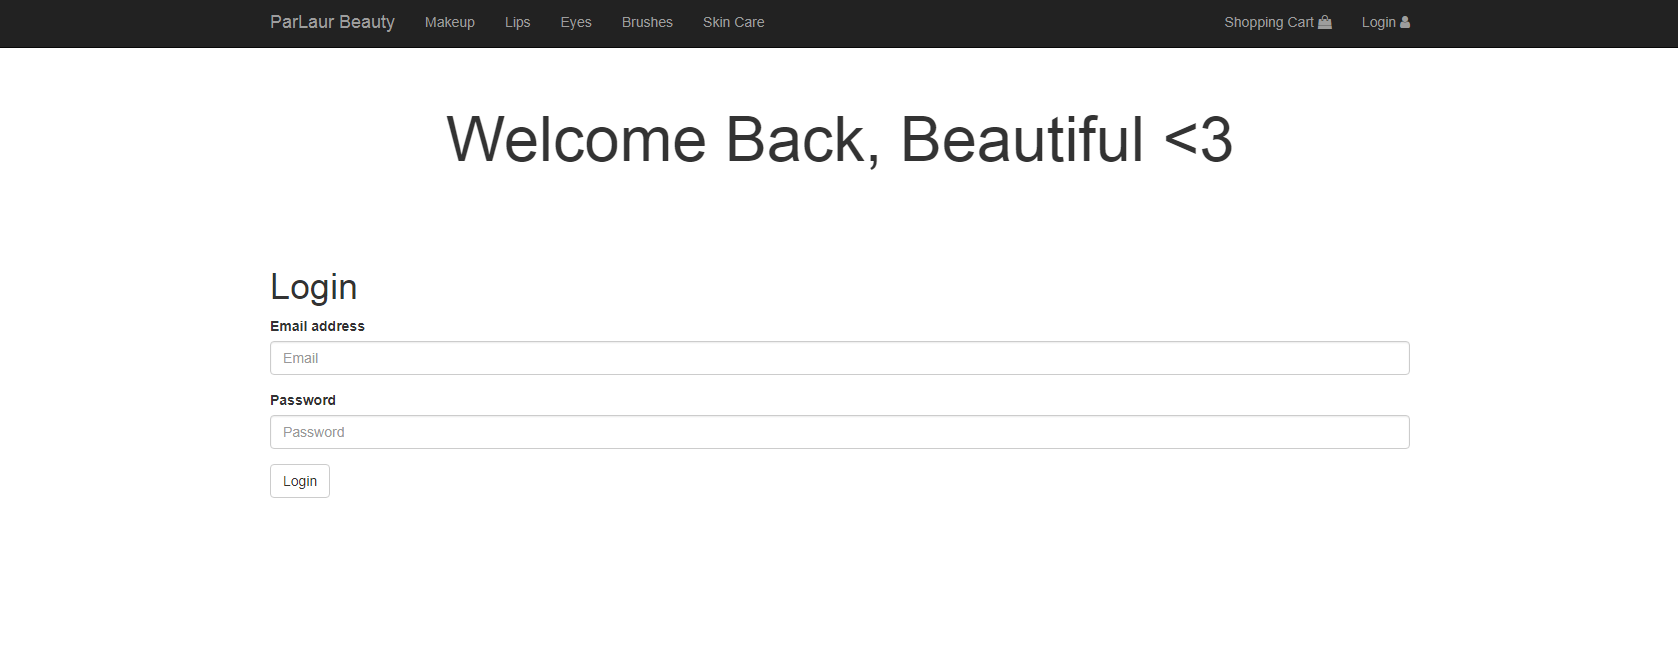 ParLaur Beauty Makeup Lips Eyes Brushes Skin Care Shopping Cart Login
Welcome Back, Beautiful <3
Login
Email address
Email
Password
Password
Login